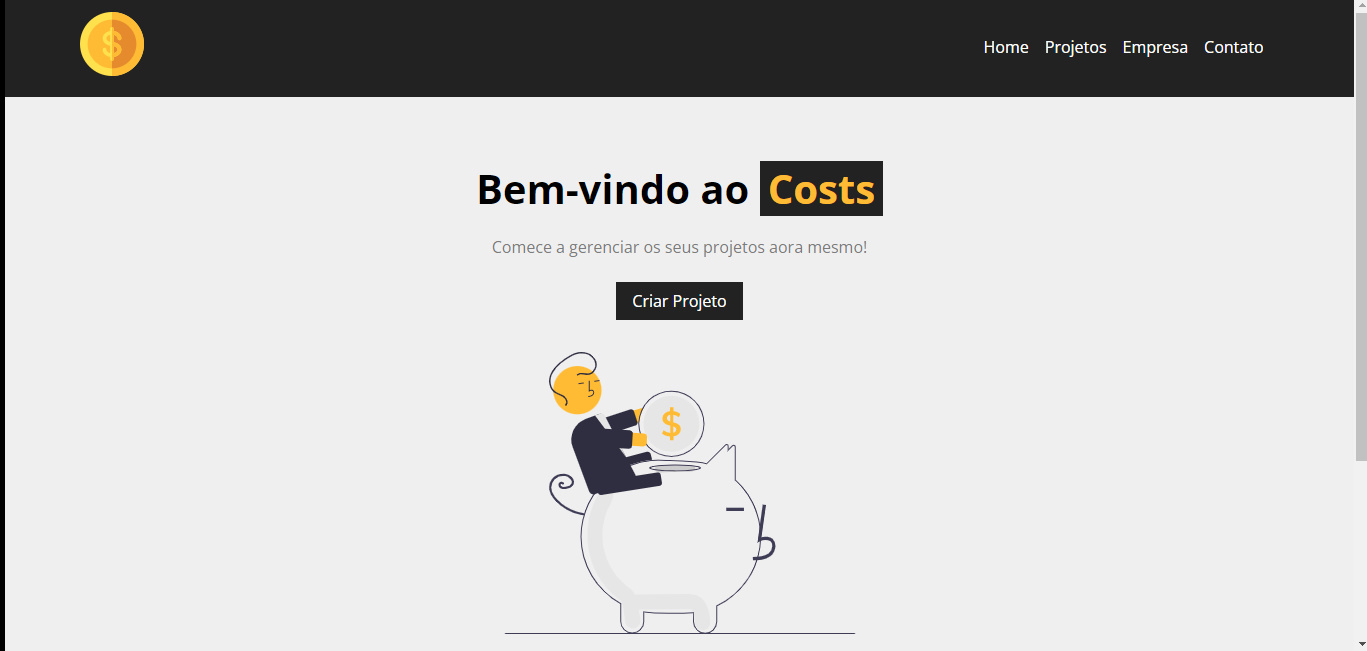 $
Home Projetos Empresa Contato
Bem-vindo ao Costs
Comece a gerenciar os seus projetos aora mesmo!
Criar Projeto
$